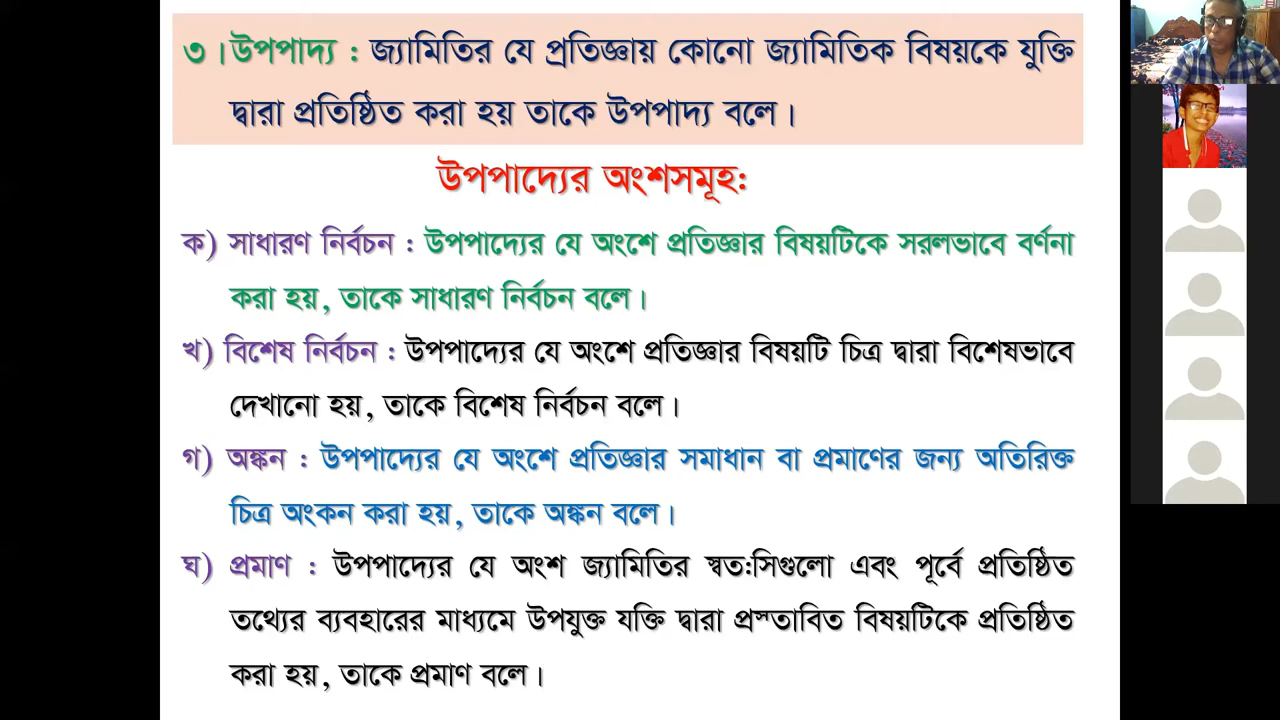 ৩। উপপাদ্য : জ্যামিতির যে প্রতিজ্ঞায় কোনো জ্যামিতিক বিষয়কে যুক্তি
দ্বারা প্রতিষ্ঠিত করা হয় তাকে উপপাদ্য বলে।
উপপাদ্যের অংশসমূহ:
ক) সাধারণ নির্বচন : উপপাদ্যের যে অংশে প্রতিজ্ঞার বিষয়টিকে সরলভাবে বর্ণনা
করা হয়, তাকে সাধারণ নির্বচন বলে।
খ) বিশেষ নির্বচন : উপপাদ্যের যে অংশে প্রতিজ্ঞার বিষয়টি চিত্র দ্বারা বিশেষভাবে
দেখানো হয়, তাকে বিশেষ নির্বচন বলে।
গ) অঙ্কন : উপপাদ্যের যে অংশে প্রতিজ্ঞার সমাধান বা প্রমাণের জন্য অতিরিক্ত
চিত্র অংকন করা হয়, তাকে অঙ্কন বলে।
ঘ) প্রমাণ : উপপাদ্যের যে অংশ জ্যামিতির স্বত:সিগুলো এবং পূর্বে প্রতিষ্ঠিত
তথ্যের ব্যবহারের মাধ্যমে উপযুক্ত যক্তি দ্বারা প্রস্তাবিত বিষয়টিকে প্রতিষ্ঠিত
করা হয়, তাকে প্রমাণ বলে।